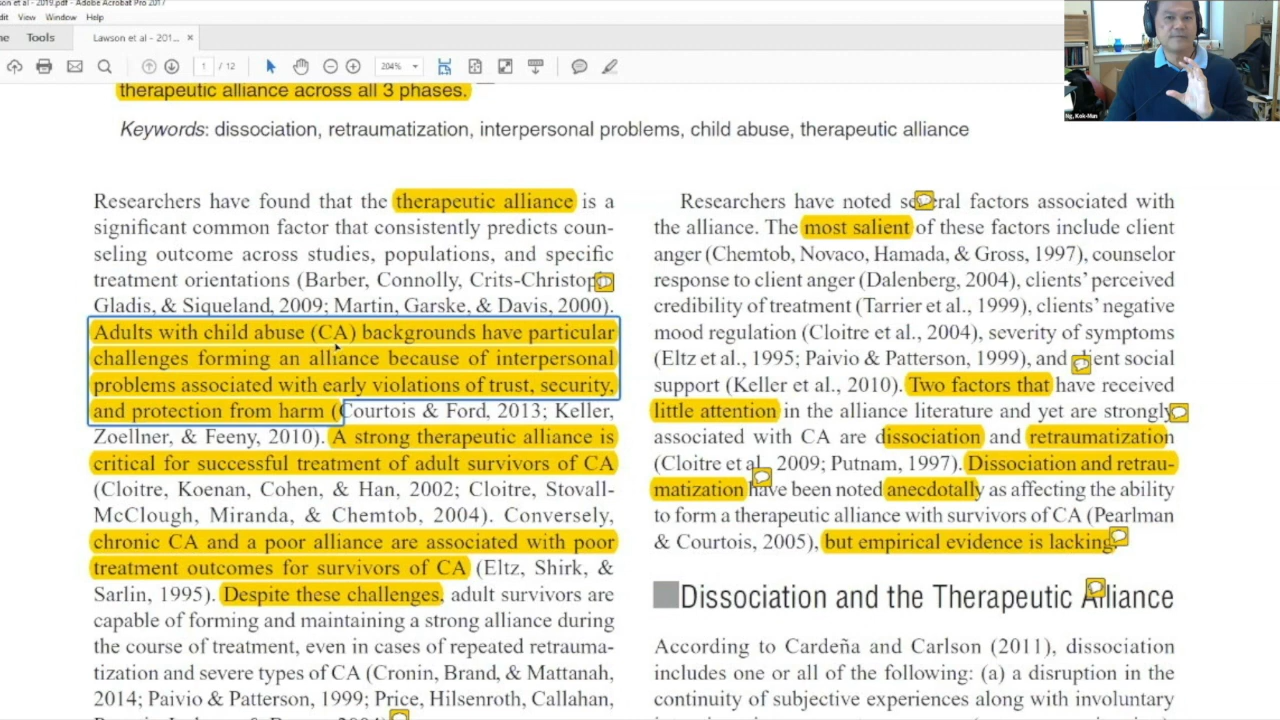 on et al - 2019.pdf - Adobe Acrobat Pro 2017
dit View Window Help
me Tools Lawson et al - 201... ×
1 / 12 204%
Ng, Kok-Mun
therapeutic alliance across all 3 phases.
Keywords: dissociation, retraumatization, interpersonal problems, child abuse, therapeutic alliance
Researchers have found that the therapeutic alliance is a
significant common factor that consistently predicts coun-
seling outcome across studies, populations, and specific
treatment orientations (Barber, Connolly, Crits-Christop
Gladis, & Siqueland, 2009; Martin, Garske, & Davis, 2000).
Adults with child abuse (CA) backgrounds have particular
challenges forming an alliance because of interpersonal
problems associated with early violations of trust, security,
and protection from harm (Courtois & Ford, 2013; Keller,
Zoellner, & Feeny, 2010). A strong therapeutic alliance is
critical for successful treatment of adult survivors of CA
(Cloitre, Koenan, Cohen, & Han, 2002; Cloitre, Stovall-
McClough, Miranda, & Chemtob, 2004). Conversely,
chronic CA and a poor alliance are associated with poor
treatment outcomes for survivors of CA (Eltz, Shirk, &
Sarlin, 1995). Despite these challenges, adult survivors are
capable of forming and maintaining a strong alliance during
the course of treatment, even in cases of repeated retrauma-
tization and severe types of CA (Cronin, Brand, & Mattanah,
2014; Paivio & Patterson, 1999; Price, Hilsenroth, Callahan,
Researchers have noted several factors associated with
the alliance. The most salient of these factors include client
anger (Chemtob, Novaco, Hamada, & Gross, 1997), counselor
response to client anger (Dalenberg, 2004), clients' perceived
credibility of treatment (Tarrier et al., 1999), clients' negative
mood regulation (Cloitre et al., 2004), severity of symptoms
(Eltz et al., 1995; Paivio & Patterson, 1999), and client social
support (Keller et al., 2010). Two factors that have received
little attention in the alliance literature and yet are strongly
associated with CA are dissociation and retraumatization
(Cloitre et al., 2009; Putnam, 1997). Dissociation and retrau-
matization have been noted anecdotally as affecting the ability
to form a therapeutic alliance with survivors of CA (Pearlman
& Courtois, 2005), but empirical evidence is lacking.
Dissociation and the Therapeutic Alliance
According to Cardeña and Carlson (2011), dissociation
includes one or all of the following: (a) a disruption in the
continuity of subjective experiences along with involuntary